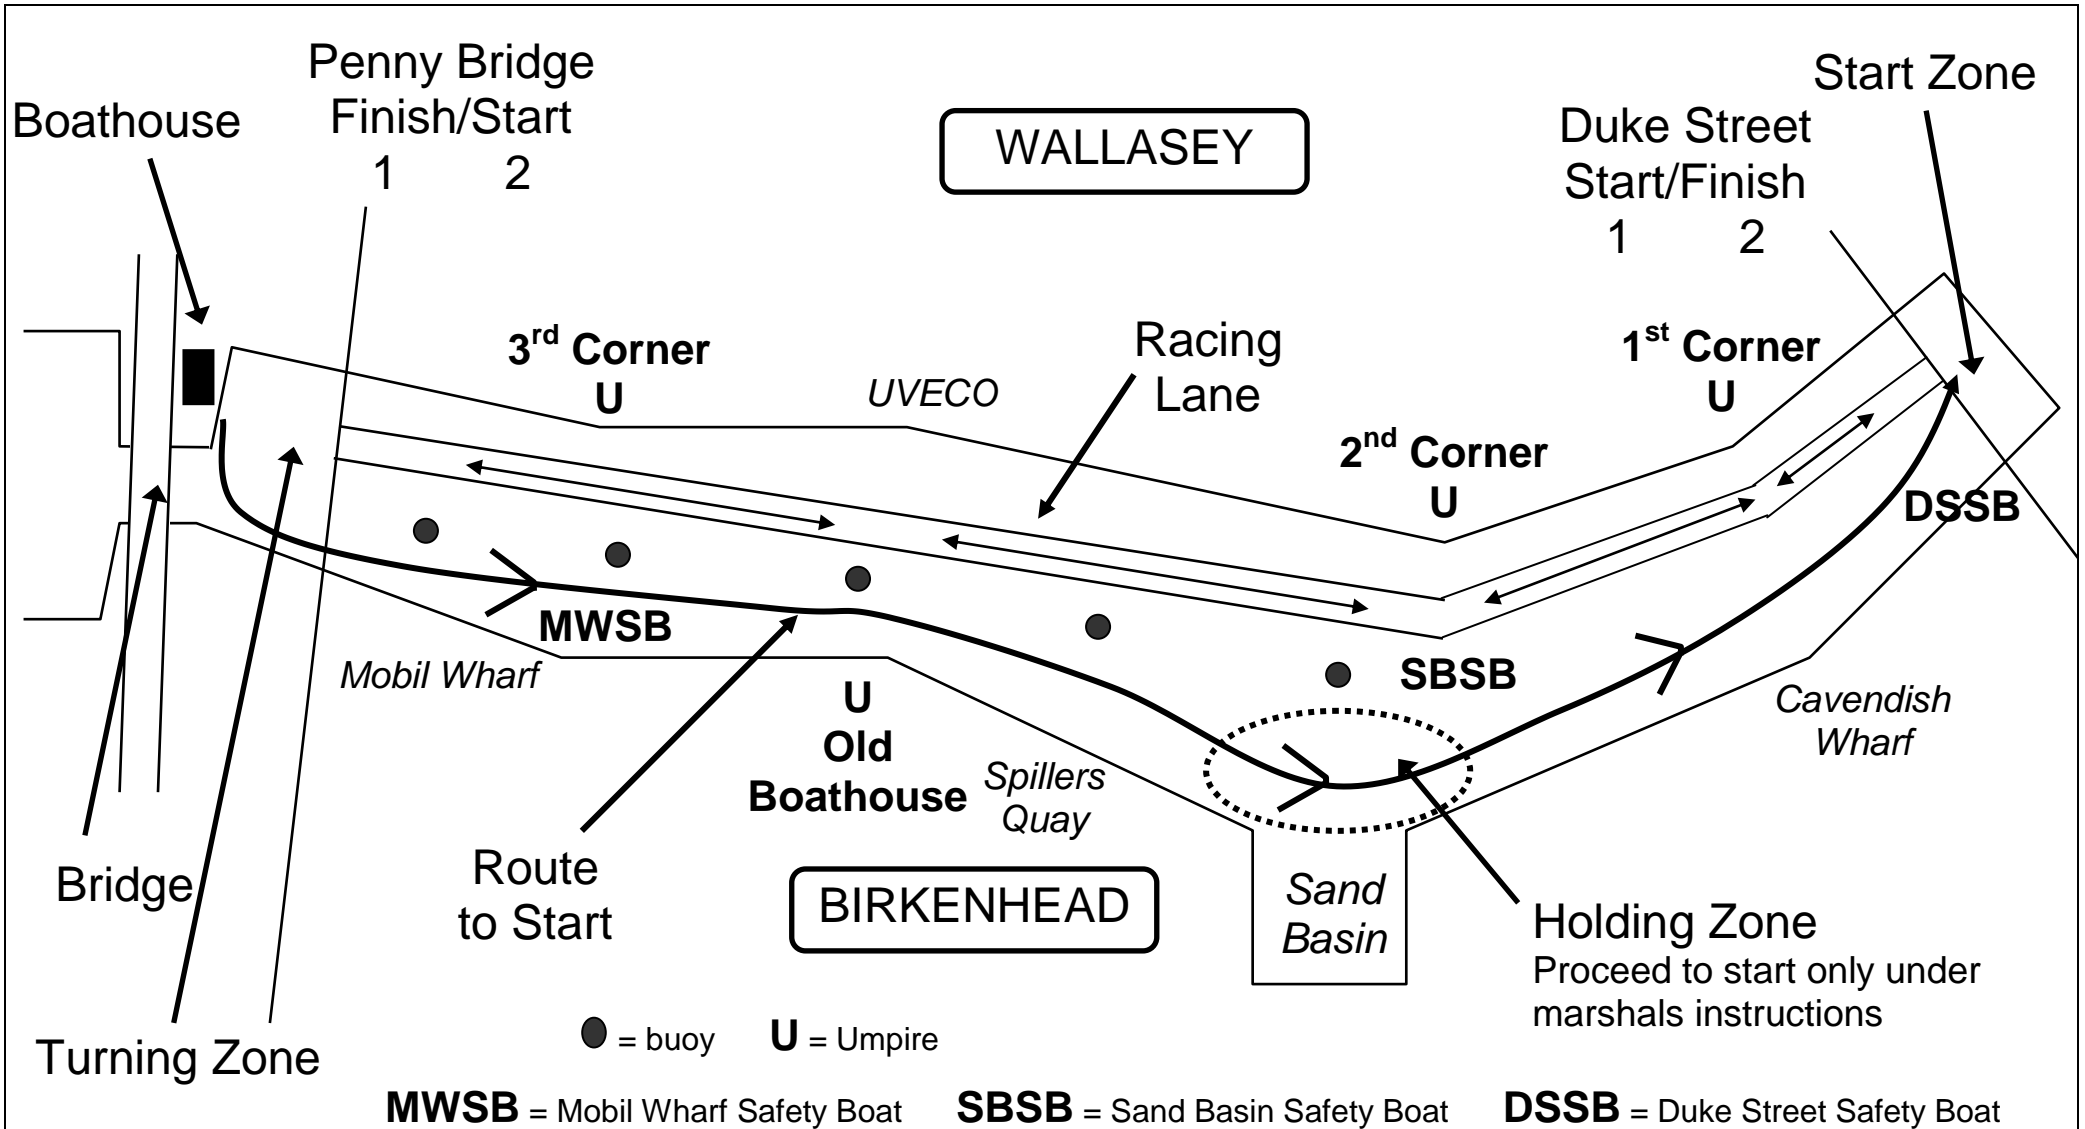 Penny Bridge
Finish/Start
1 2
Boathouse
WALLASEY
Start Zone
Duke Street
Start/Finish
1 2
3rd Corner
U
UVECO
Racing
Lane
1st Corner
U
2nd Corner
U
DSSB
MWSB
Mobil Wharf
SBSB
U
Old
Boathouse
Spillers
Quay
Cavendish
Wharf
Bridge
Route
to Start
BIRKENHEAD
Sand
Basin
Holding Zone
Proceed to start only under
marshals instructions
Turning Zone
= buoy U = Umpire
MWSB = Mobil Wharf Safety Boat SBSB = Sand Basin Safety Boat DSSB = Duke Street Safety Boat